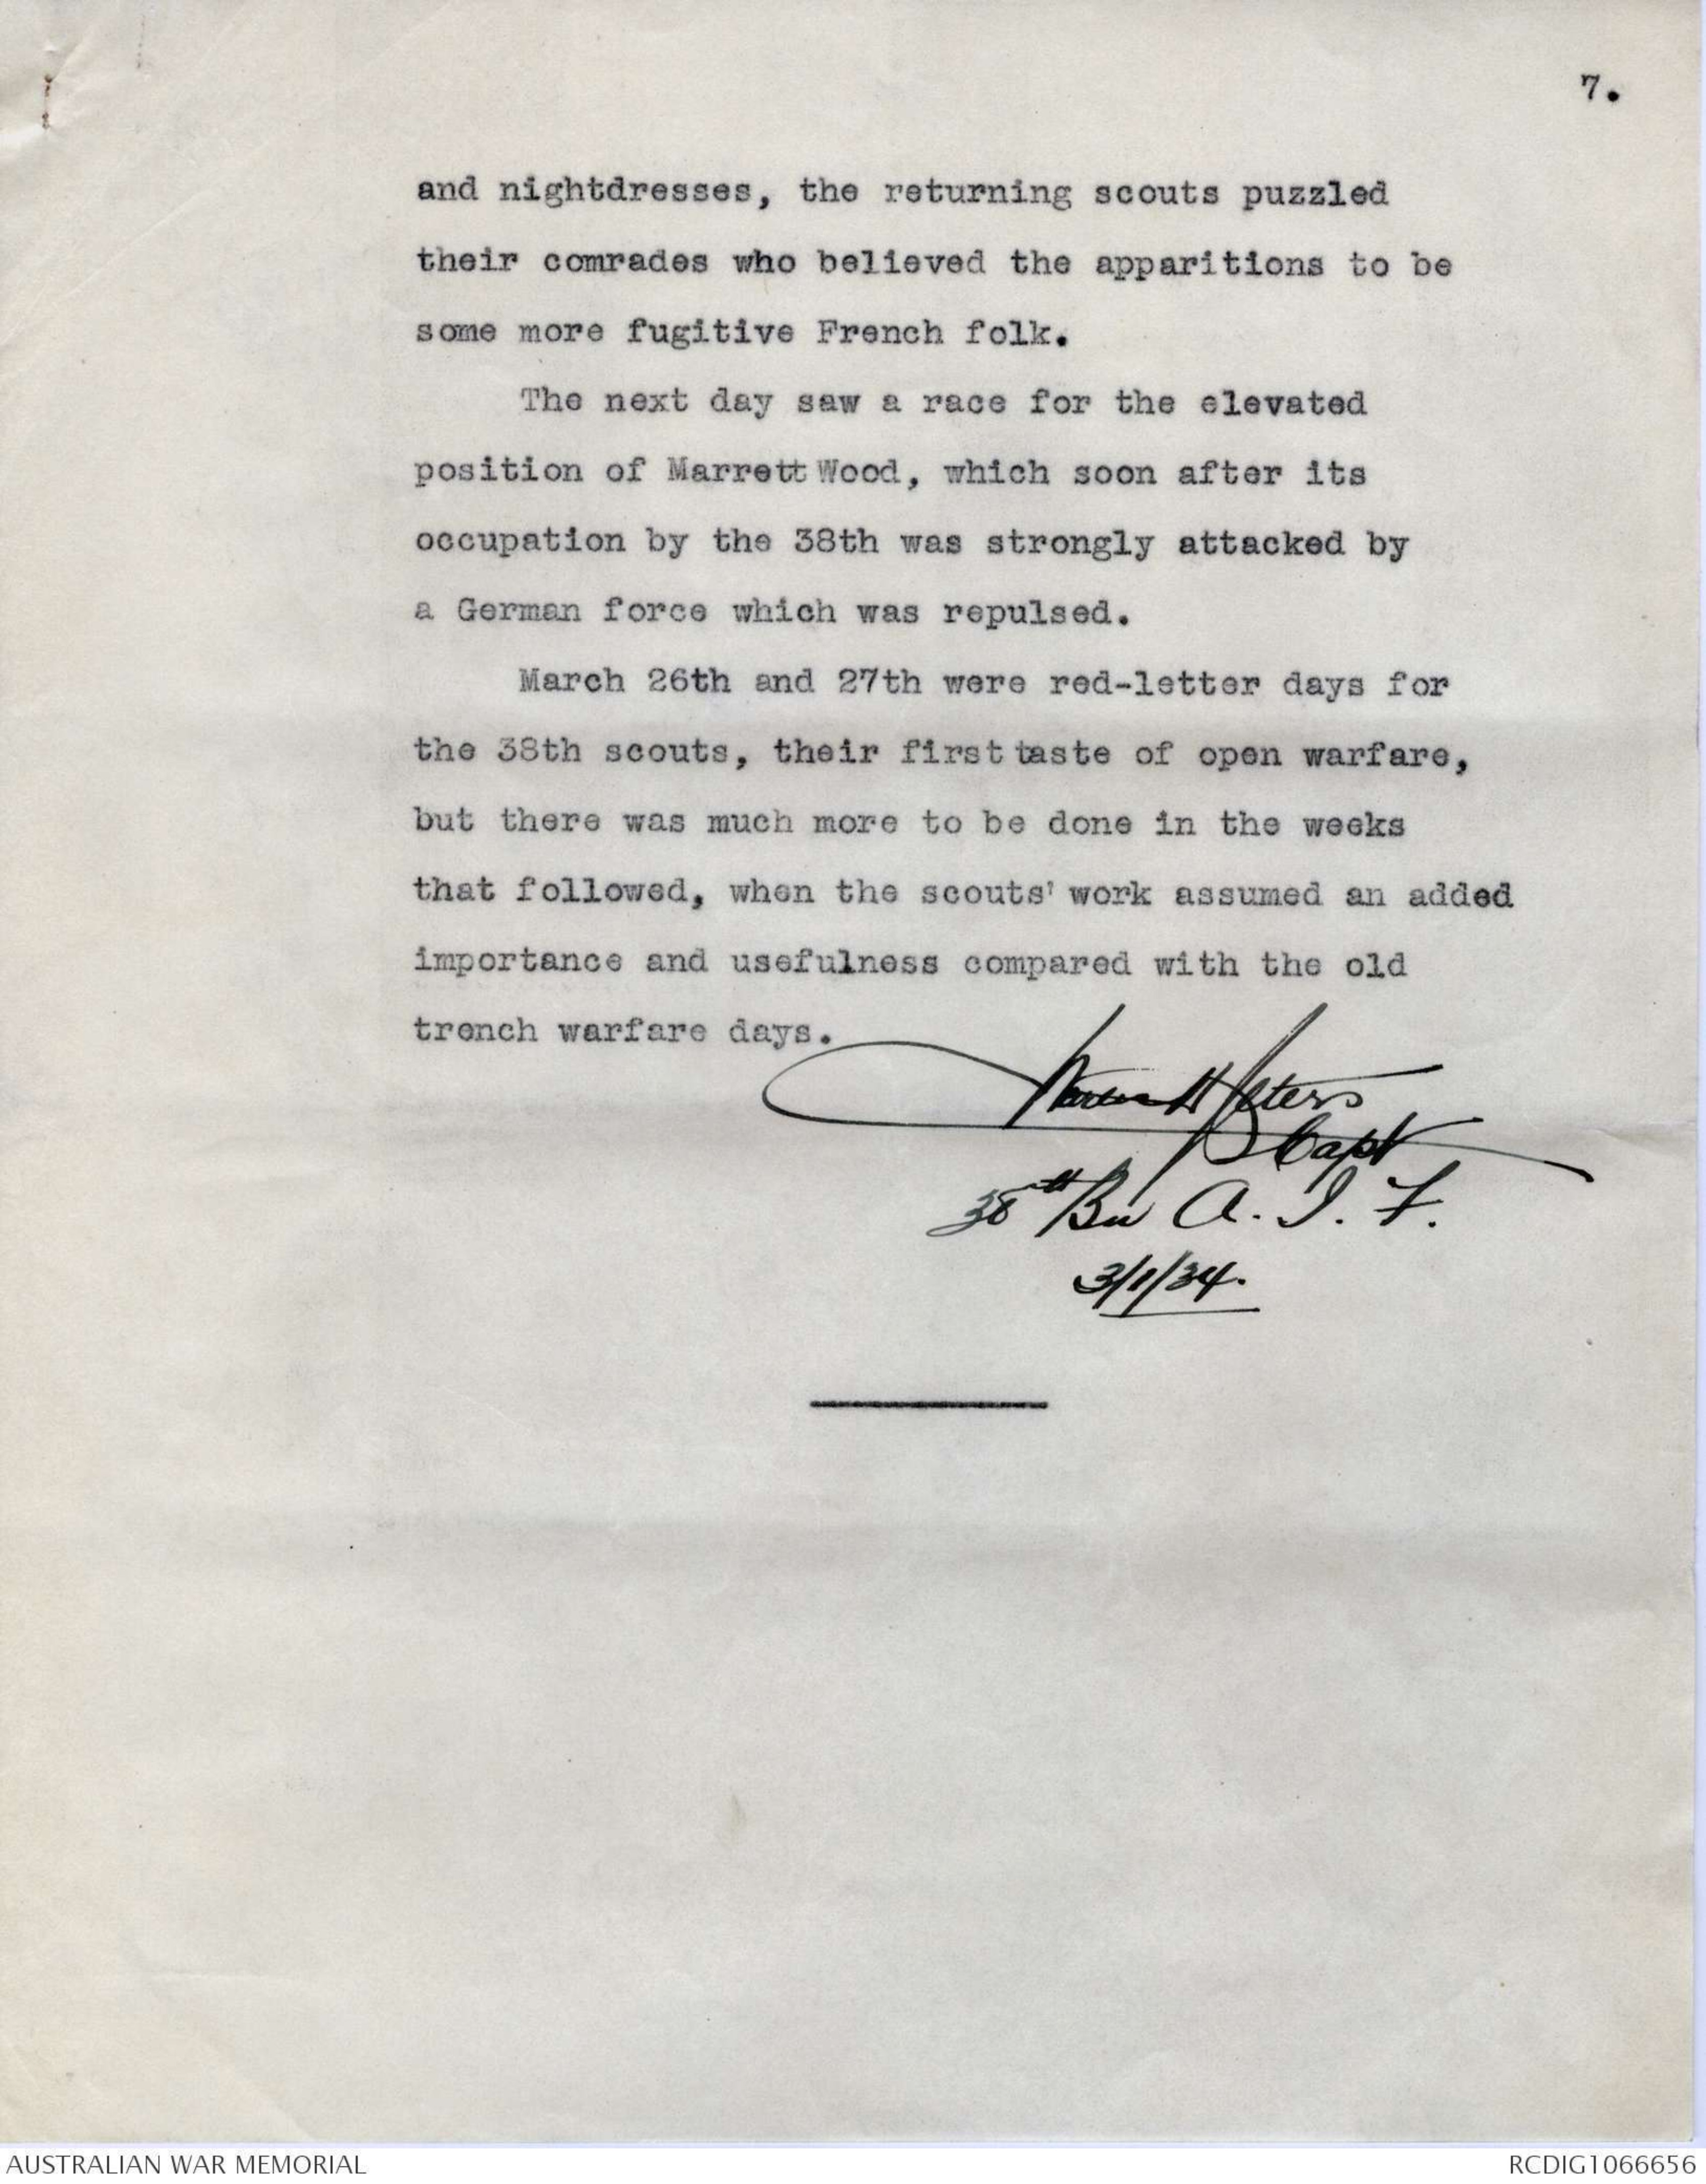 7.
and nightdresses, the returning scouts puzzled
their comrades who believed the apparitions to be
some more fugitive French folk.
The next day saw a race for the elevated
position of Marrett Wood, which soon after its
occupation by the 38th was strongly attacked by
a German force which was repulsed.
March 26th and 27th were red-letter days for
the 38th scouts, their first taste of open warfare,
but there was much more to be done in the weeks
that followed, when the scouts' work assumed an added
importance and usefulness compared with the old
trench warfare days.
H Peters
Capt
38th Bn A. I. F.
3/1/34.
AUSTRALIAN WAR MEMORIAL
RCDIG1066656